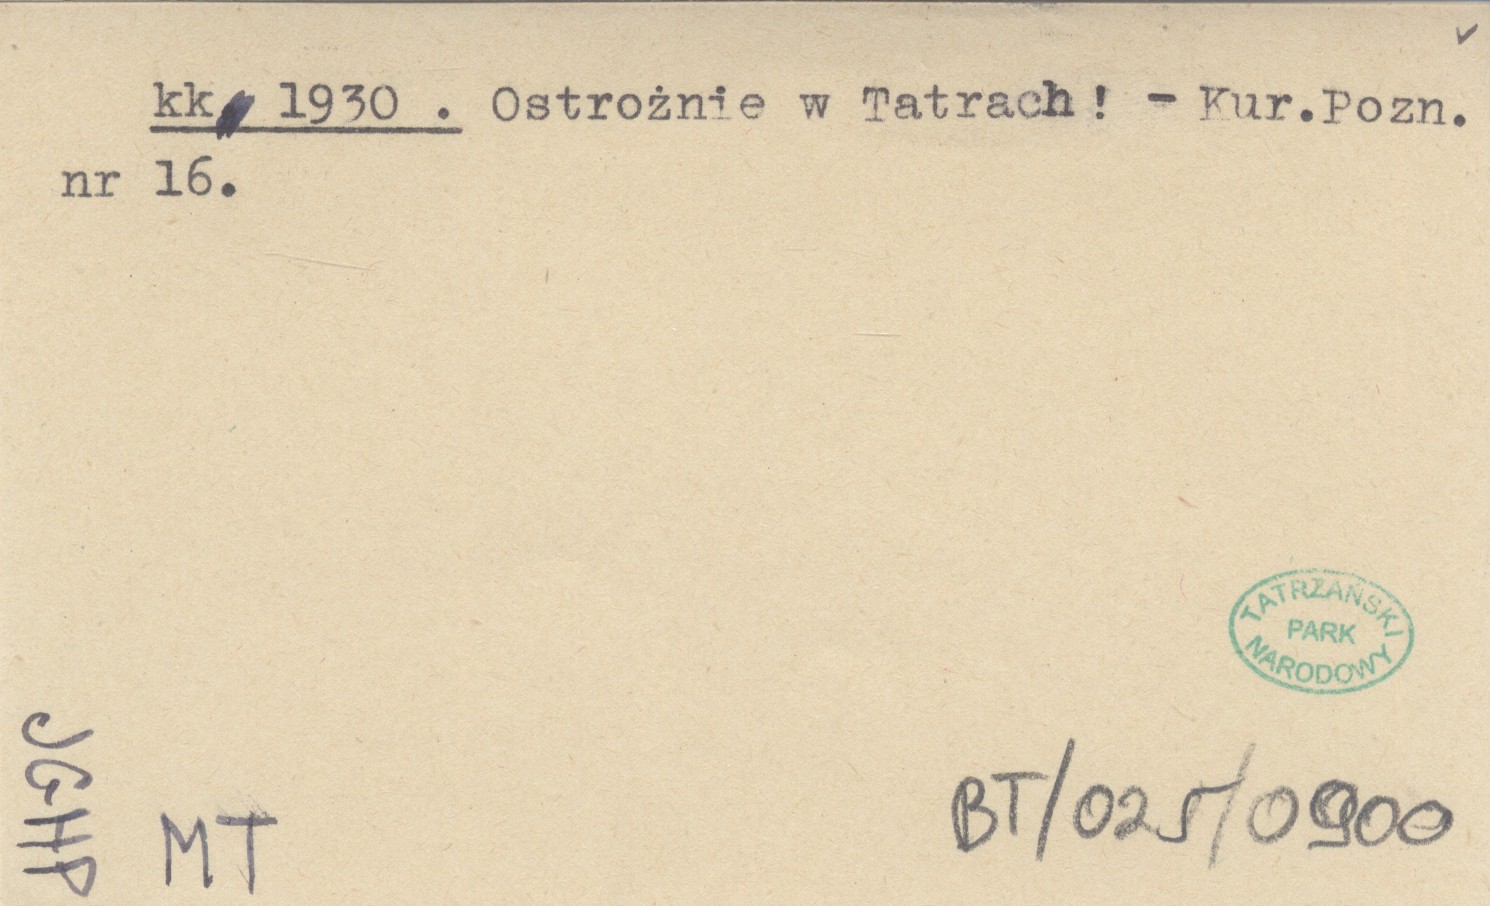 kk 1930 . Ostrożnie w Tatrach! - Kur.Pozn.
nr 16.
TATRZAŃSKI
PARK
NARODOWY
JGHP
MT
BT/025/0900